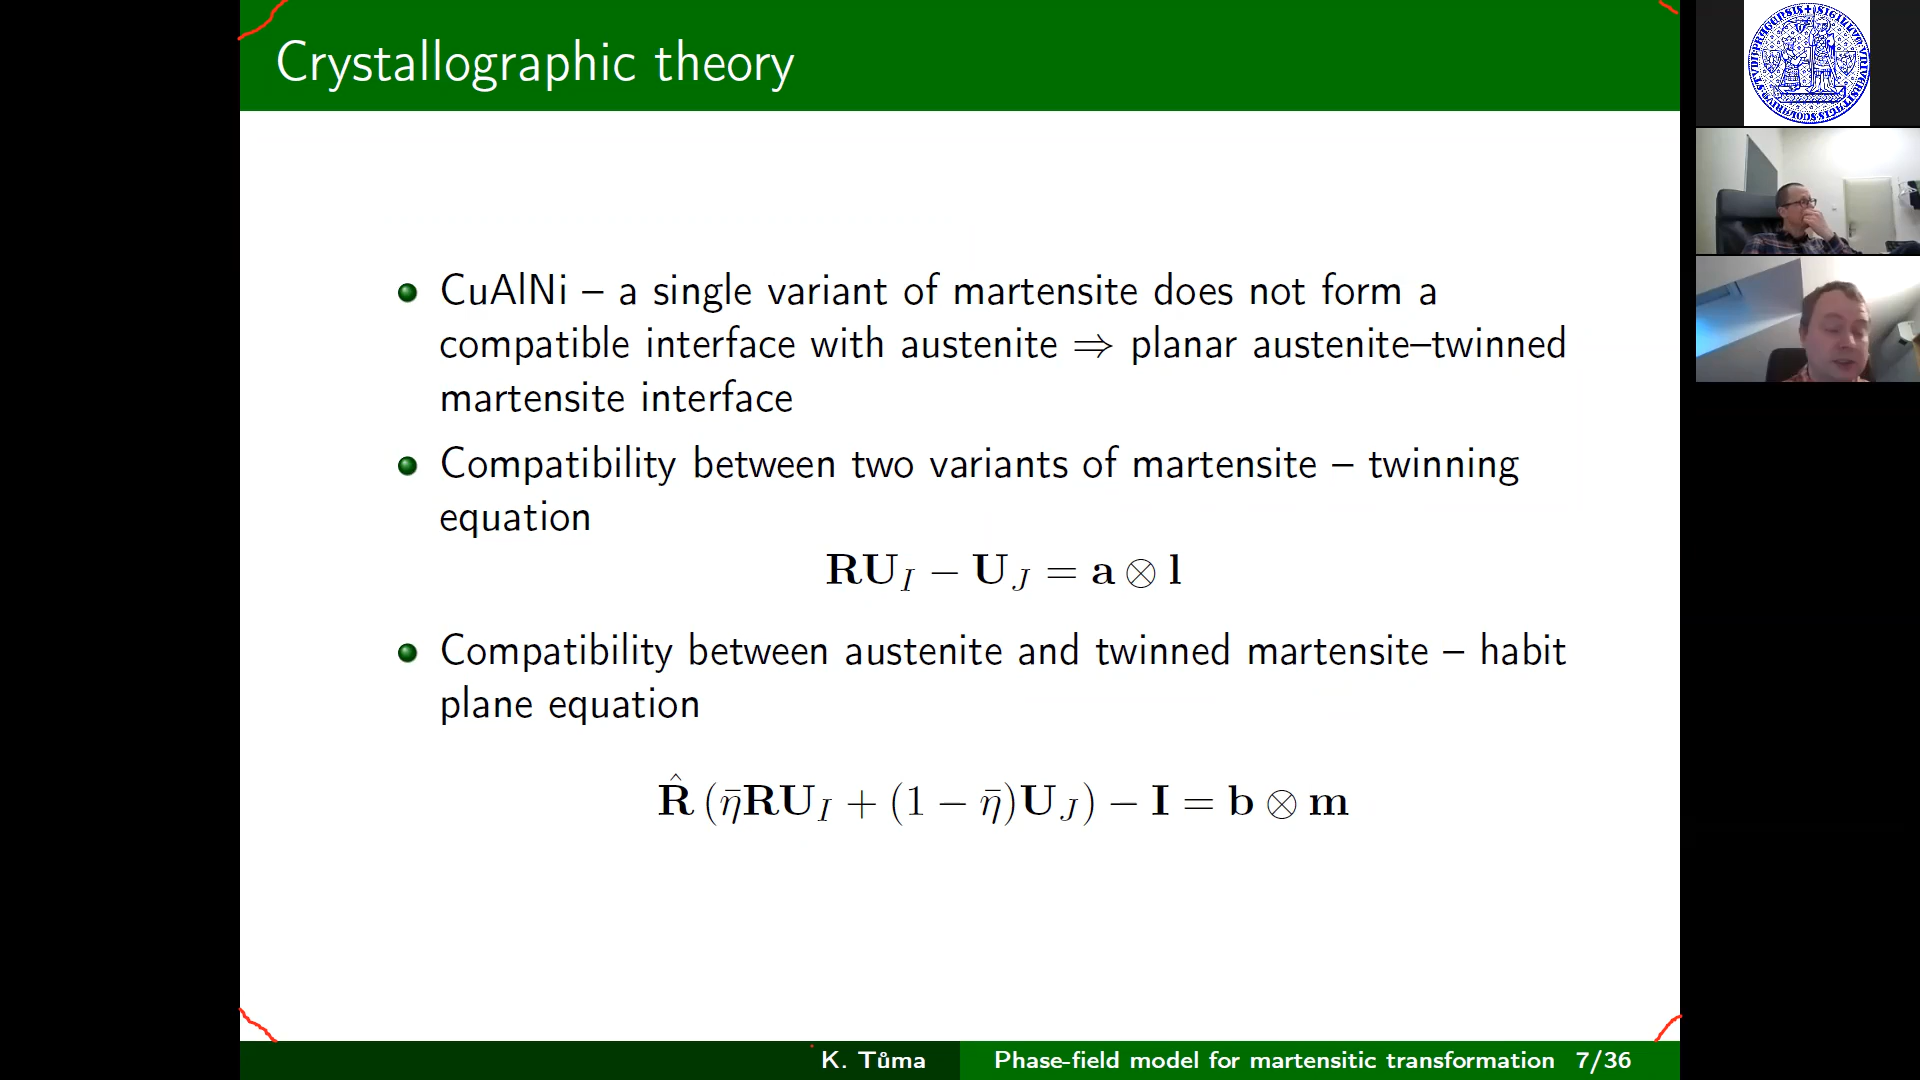 Crystallographic theory
CuAlNi – a single variant of martensite does not form a
compatible interface with austenite ⇒ planar austenite–twinned
martensite interface
Compatibility between two variants of martensite – twinning
equation
RU_I − U_J = a ⊗ l
Compatibility between austenite and twinned martensite – habit
plane equation
R̂ (η̄RU_I + (1 − η̄)U_J) − I = b ⊗ m
K. Tůma
Phase-field model for martensitic transformation 7/36